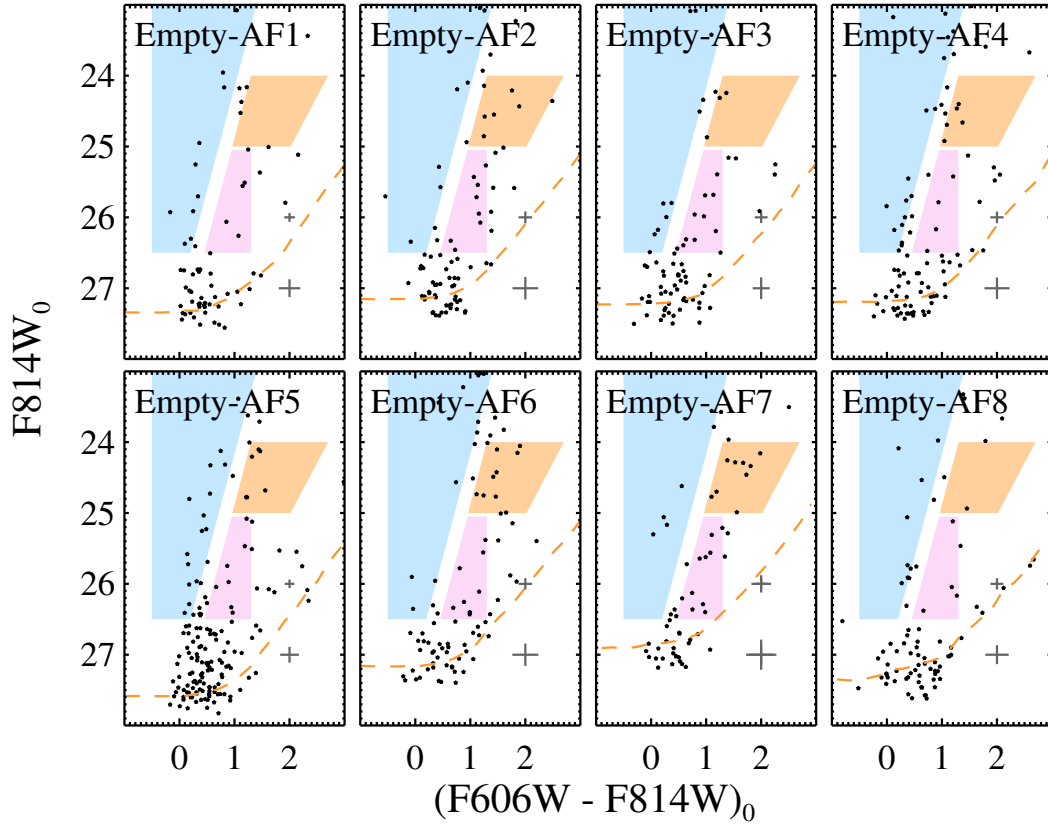 Empty-AF1 Empty-AF2 Empty-AF3 Empty-AF4
24
25
26
27
Empty-AF5 Empty-AF6 Empty-AF7 Empty-AF8
24
25
26
27
F814W₀
0 1 2 0 1 2 0 1 2 0 1 2
(F606W - F814W)₀